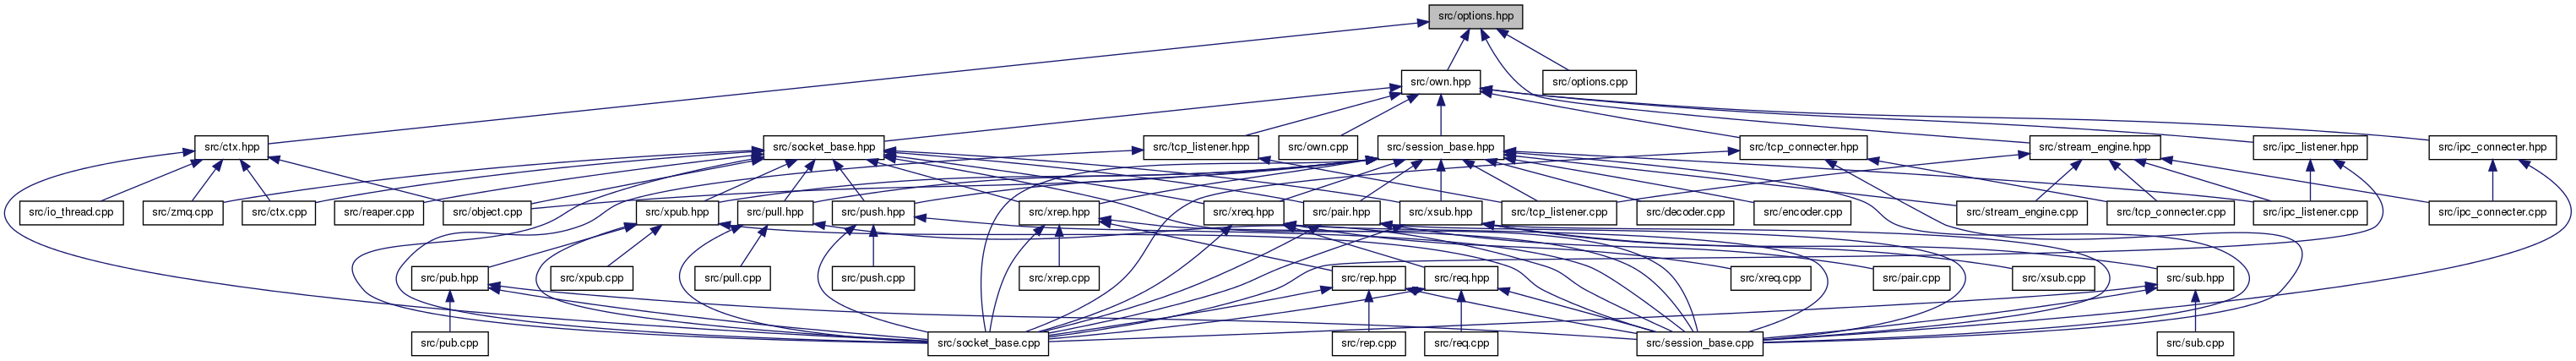 src/options.hpp
src/own.hpp
src/options.cpp
src/ctx.hpp
src/socket_base.hpp
src/tcp_listener.hpp
src/own.cpp
src/session_base.hpp
src/tcp_connecter.hpp
src/stream_engine.hpp
src/ipc_listener.hpp
src/ipc_connecter.hpp
src/io_thread.cpp
src/zmq.cpp
src/ctx.cpp
src/reaper.cpp
src/object.cpp
src/xpub.hpp
src/pull.hpp
src/push.hpp
src/xrep.hpp
src/xreq.hpp
src/pair.hpp
src/xsub.hpp
src/tcp_listener.cpp
src/decoder.cpp
src/encoder.cpp
src/stream_engine.cpp
src/tcp_connecter.cpp
src/ipc_listener.cpp
src/ipc_connecter.cpp
src/pub.hpp
src/xpub.cpp
src/pull.cpp
src/push.cpp
src/xrep.cpp
src/rep.hpp
src/req.hpp
src/xreq.cpp
src/pair.cpp
src/xsub.cpp
src/sub.hpp
src/pub.cpp
src/socket_base.cpp
src/rep.cpp
src/req.cpp
src/session_base.cpp
src/sub.cpp